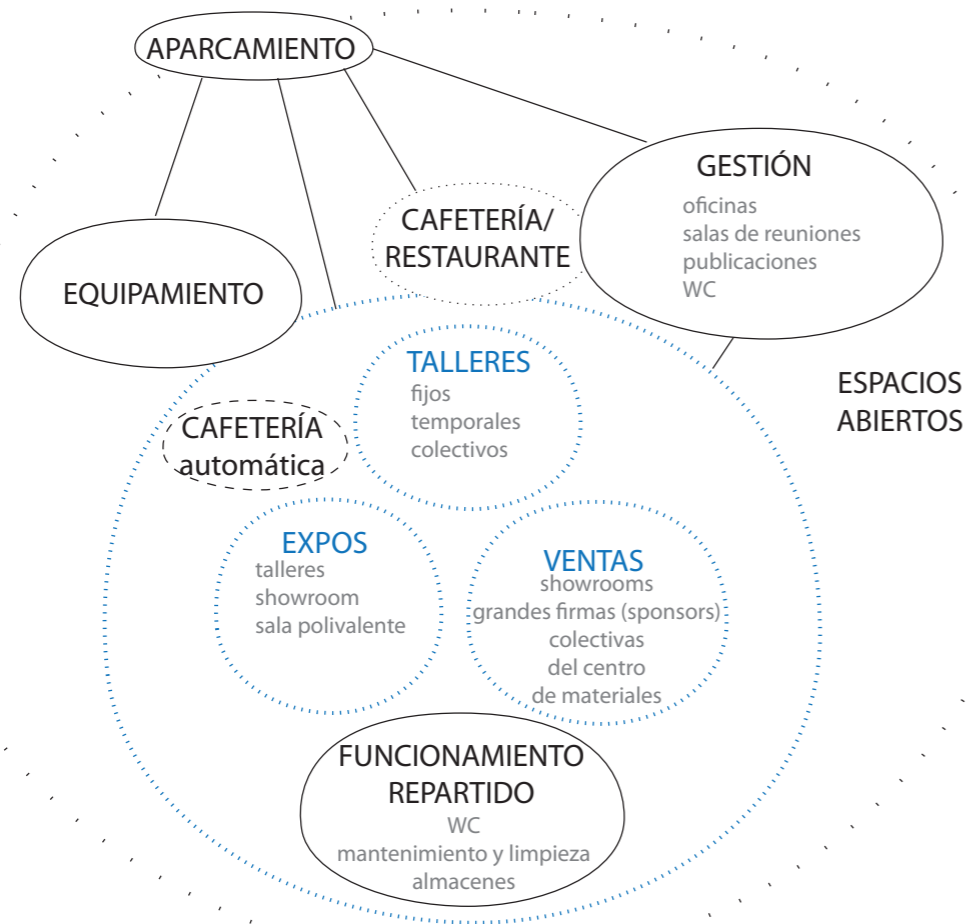 APARCAMIENTO
GESTIÓN
oficinas
salas de reuniones
publicaciones
WC
CAFETERÍA/
RESTAURANTE
EQUIPAMIENTO
ESPACIOS
ABIERTOS
TALLERES
fijos
temporales
colectivos
CAFETERÍA
automática
EXPOS
talleres
showroom
sala polivalente
VENTAS
showrooms
grandes firmas (sponsors)
colectivas
del centro
de materiales
FUNCIONAMIENTO
REPARTIDO
WC
mantenimiento y limpieza
almacenes